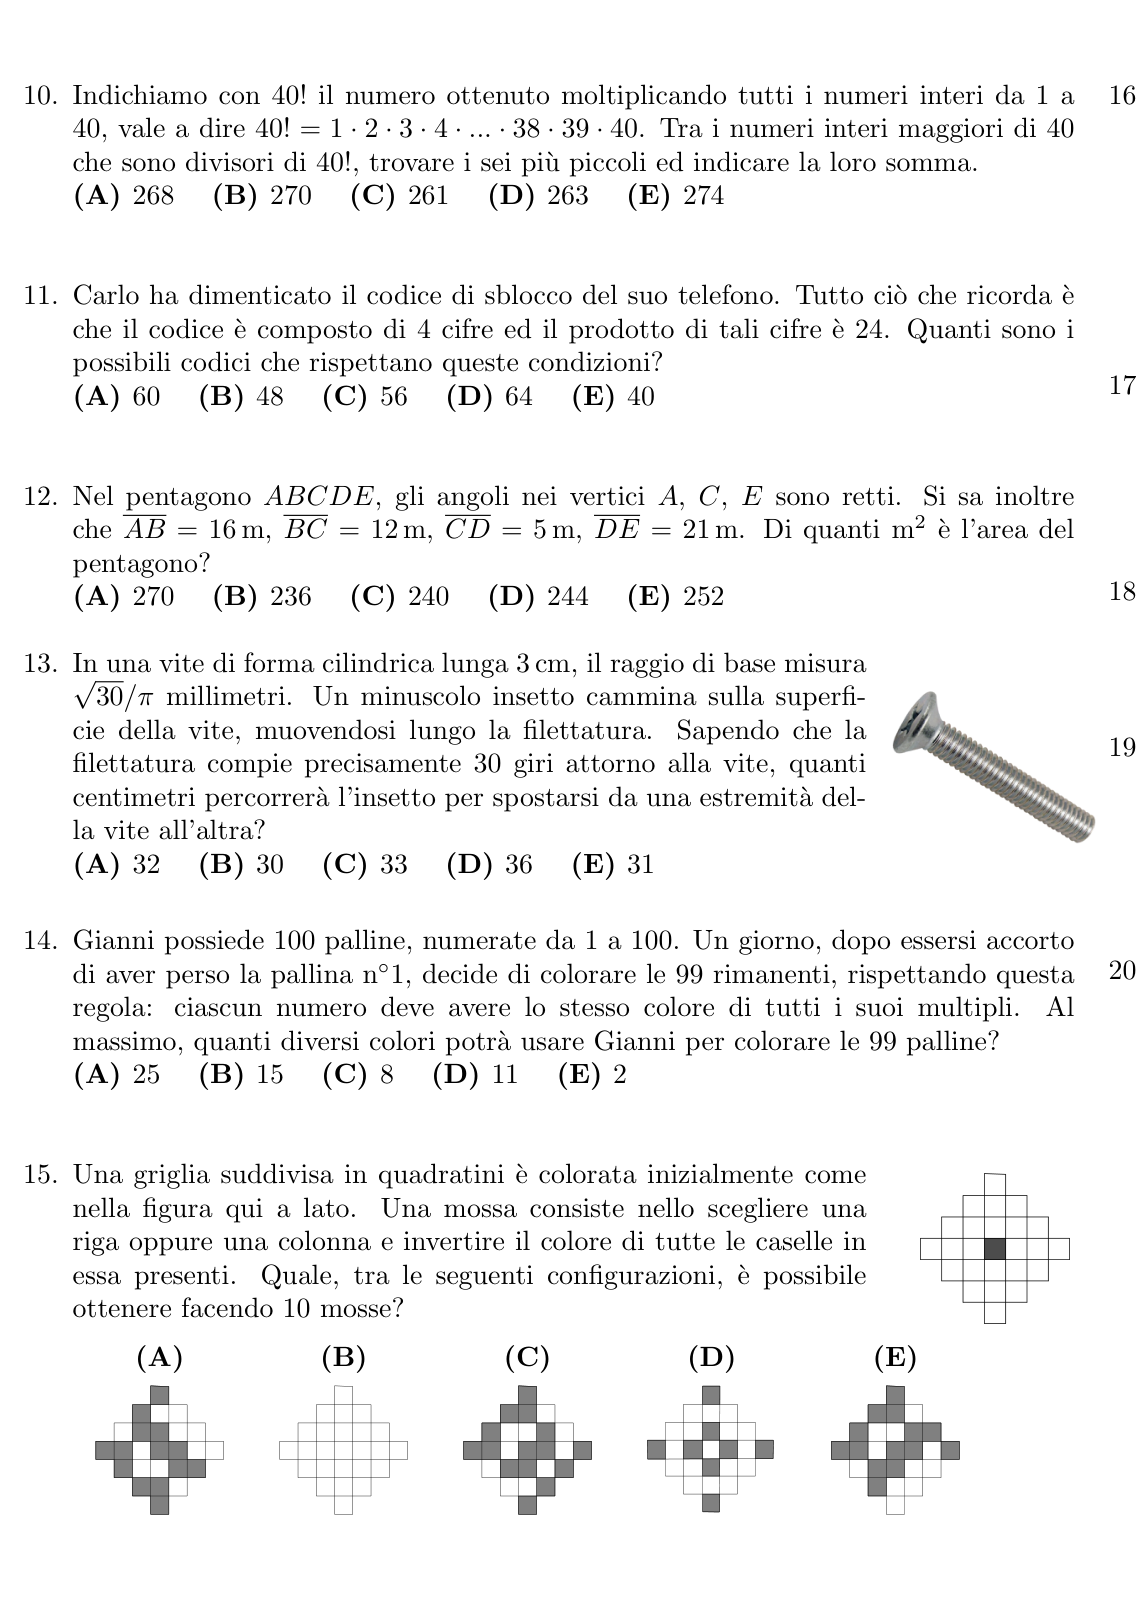 10. Indichiamo con 40! il numero ottenuto moltiplicando tutti i numeri interi da 1 a
40, vale a dire 40! = 1 · 2 · 3 · 4 · ... · 38 · 39 · 40. Tra i numeri interi maggiori di 40
che sono divisori di 40!, trovare i sei più piccoli ed indicare la loro somma.
(A) 268 (B) 270 (C) 261 (D) 263 (E) 274
11. Carlo ha dimenticato il codice di sblocco del suo telefono. Tutto ciò che ricorda è
che il codice è composto di 4 cifre ed il prodotto di tali cifre è 24. Quanti sono i
possibili codici che rispettano queste condizioni?
(A) 60 (B) 48 (C) 56 (D) 64 (E) 40
12. Nel pentagono ABCDE, gli angoli nei vertici A, C, E sono retti. Si sa inoltre
che A̅B̅ = 16 m, B̅C̅ = 12 m, C̅D̅ = 5 m, D̅E̅ = 21 m. Di quanti m² è l'area del
pentagono?
(A) 270 (B) 236 (C) 240 (D) 244 (E) 252
13. In una vite di forma cilindrica lunga 3 cm, il raggio di base misura
√30/π millimetri. Un minuscolo insetto cammina sulla superfi-
cie della vite, muovendosi lungo la filettatura. Sapendo che la
filettatura compie precisamente 30 giri attorno alla vite, quanti
centimetri percorrerà l'insetto per spostarsi da una estremità del-
la vite all'altra?
(A) 32 (B) 30 (C) 33 (D) 36 (E) 31
14. Gianni possiede 100 palline, numerate da 1 a 100. Un giorno, dopo essersi accorto
di aver perso la pallina n°1, decide di colorare le 99 rimanenti, rispettando questa
regola: ciascun numero deve avere lo stesso colore di tutti i suoi multipli. Al
massimo, quanti diversi colori potrà usare Gianni per colorare le 99 palline?
(A) 25 (B) 15 (C) 8 (D) 11 (E) 2
15. Una griglia suddivisa in quadratini è colorata inizialmente come
nella figura qui a lato. Una mossa consiste nello scegliere una
riga oppure una colonna e invertire il colore di tutte le caselle in
essa presenti. Quale, tra le seguenti configurazioni, è possibile
ottenere facendo 10 mosse?
(A) (B) (C) (D) (E)
16
17
18
19
20